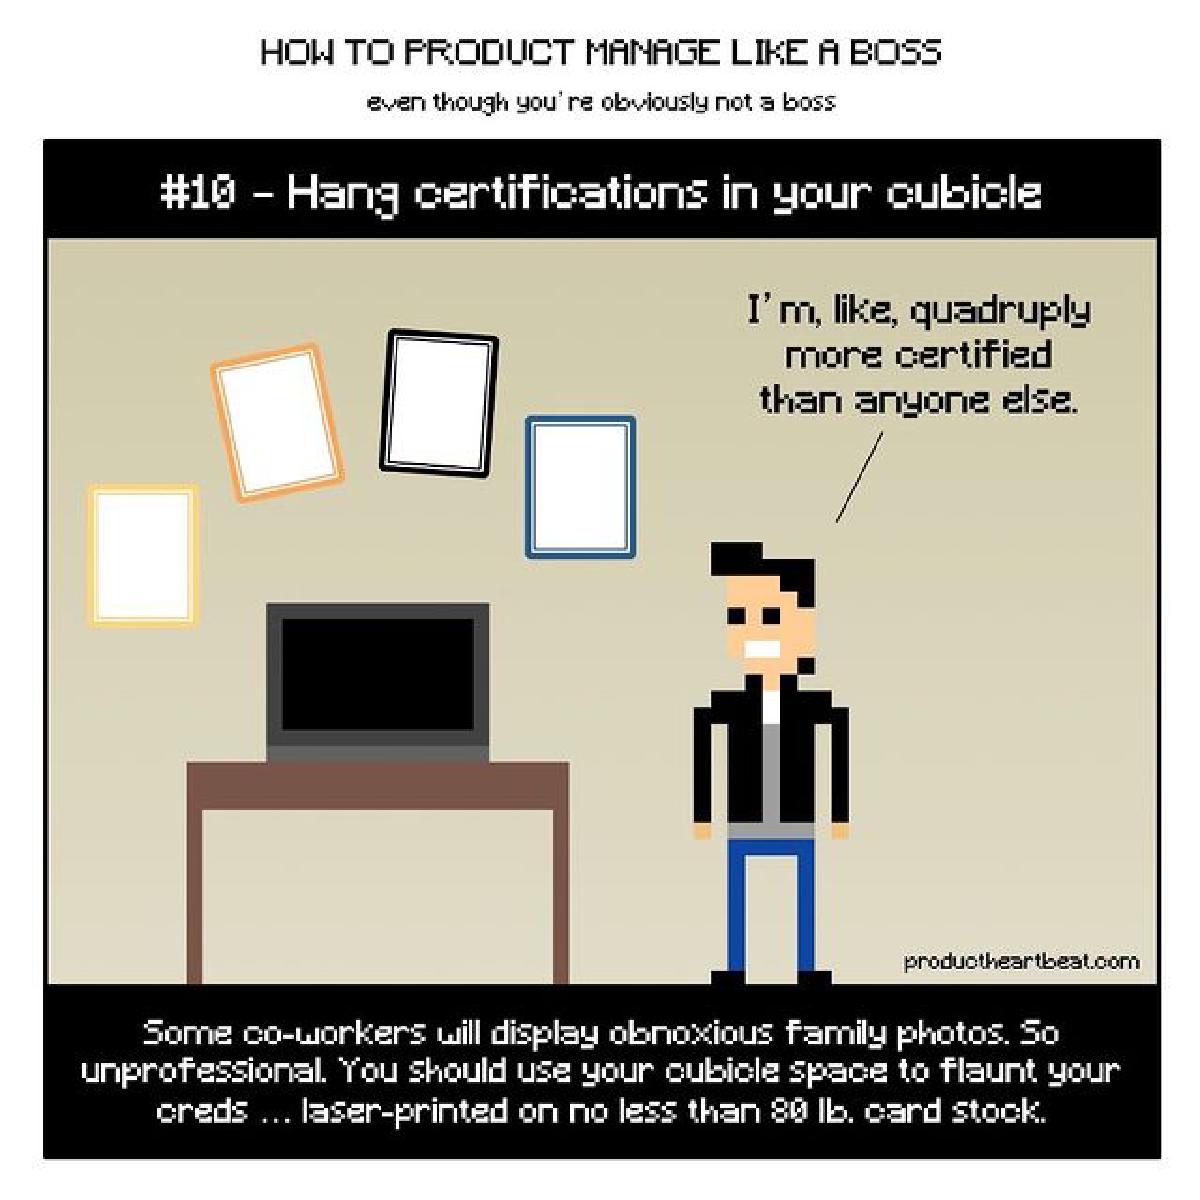 HOW TO PRODUCT MANAGE LIKE A BOSS
even though you're obviously not a boss
#10 - Hang certifications in your cubicle
I'm, like, quadruply
more certified
than anyone else.
productheartbeat.com
Some co-workers will display obnoxious family photos. So
unprofessional. You should use your cubicle space to flaunt your
creds ... laser-printed on no less than 80 lb. card stock.